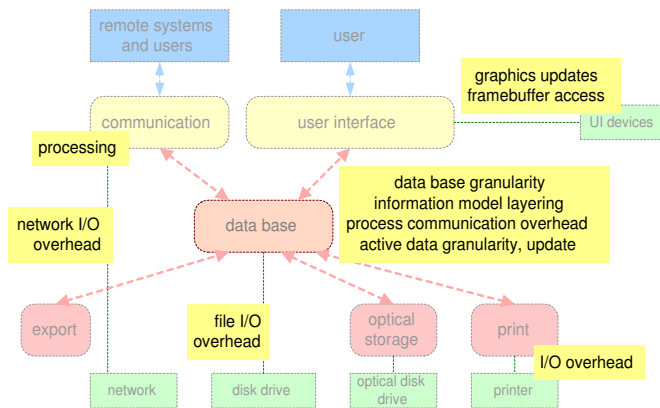 remote systems
and users
user
graphics updates
framebuffer access
communication
user interface
UI devices
processing
data base granularity
information model layering
process communication overhead
active data granularity, update
data base
network I/O
overhead
export
file I/O
overhead
optical
storage
print
I/O overhead
network
disk drive
optical disk
drive
printer